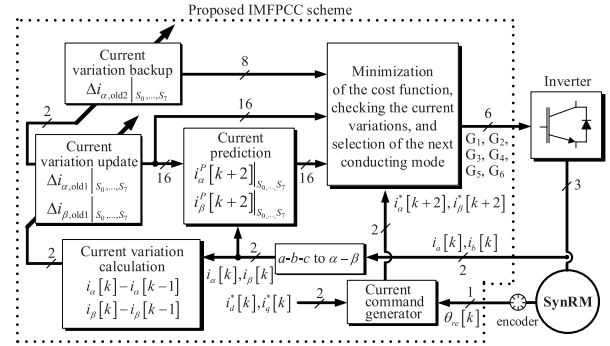 Proposed IMFPCC scheme
Current
variation backup
Δi_{α,old2}|_{S_0,...,S_7}
8
Minimization
of the cost function,
checking the current
variations, and
selection of the next
conducting mode
Inverter
6
G_1, G_2,
G_3, G_4,
G_5, G_6
2
16
Current
variation update
Δi_{α,old1}|_{S_0,...,S_7}
Δi_{β,old1}|_{S_0,...,S_7}
16
Current
prediction
i_α^P[k+2]|_{S_0,...,S_7}
i_β^P[k+2]|_{S_0,...,S_7}
16
3
i_α^*[k+2], i_β^*[k+2]
2
2
Current variation
calculation
i_α[k]−i_α[k−1]
i_β[k]−i_β[k−1]
2
i_α[k], i_β[k]
a-b-c to α−β
i_a[k], i_b[k]
2
i_d^*[k], i_q^*[k]
2
Current
command
generator
1
θ_{re}[k]
encoder
SynRM